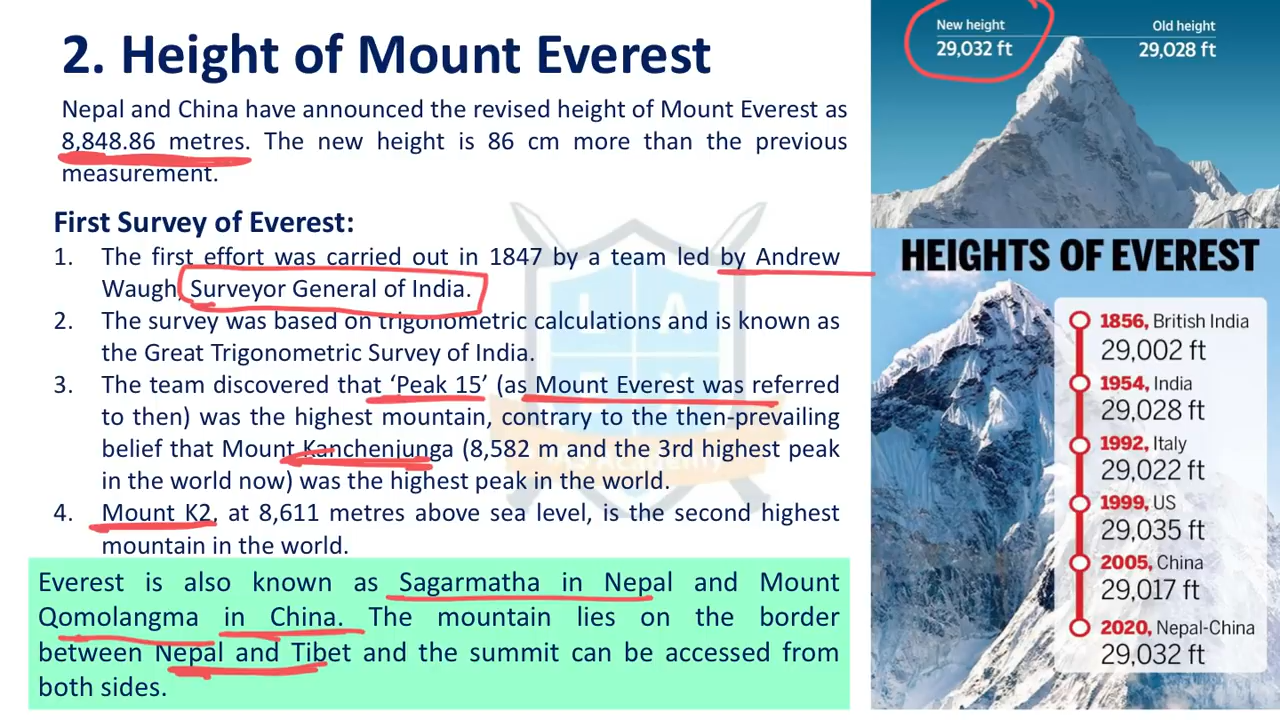 2. Height of Mount Everest
Nepal and China have announced the revised height of Mount Everest as
8,848.86 metres. The new height is 86 cm more than the previous
measurement.
First Survey of Everest:
1. The first effort was carried out in 1847 by a team led by Andrew
Waugh, Surveyor General of India.
2. The survey was based on trigonometric calculations and is known as
the Great Trigonometric Survey of India.
3. The team discovered that ‘Peak 15’ (as Mount Everest was referred
to then) was the highest mountain, contrary to the then-prevailing
belief that Mount Kanchenjunga (8,582 m and the 3rd highest peak
in the world now) was the highest peak in the world.
4. Mount K2, at 8,611 metres above sea level, is the second highest
mountain in the world.
Everest is also known as Sagarmatha in Nepal and Mount
Qomolangma in China. The mountain lies on the border
between Nepal and Tibet and the summit can be accessed from
both sides.
New height
29,032 ft
Old height
29,028 ft
HEIGHTS OF EVEREST
1856, British India
29,002 ft
1954, India
29,028 ft
1992, Italy
29,022 ft
1999, US
29,035 ft
2005, China
29,017 ft
2020, Nepal-China
29,032 ft